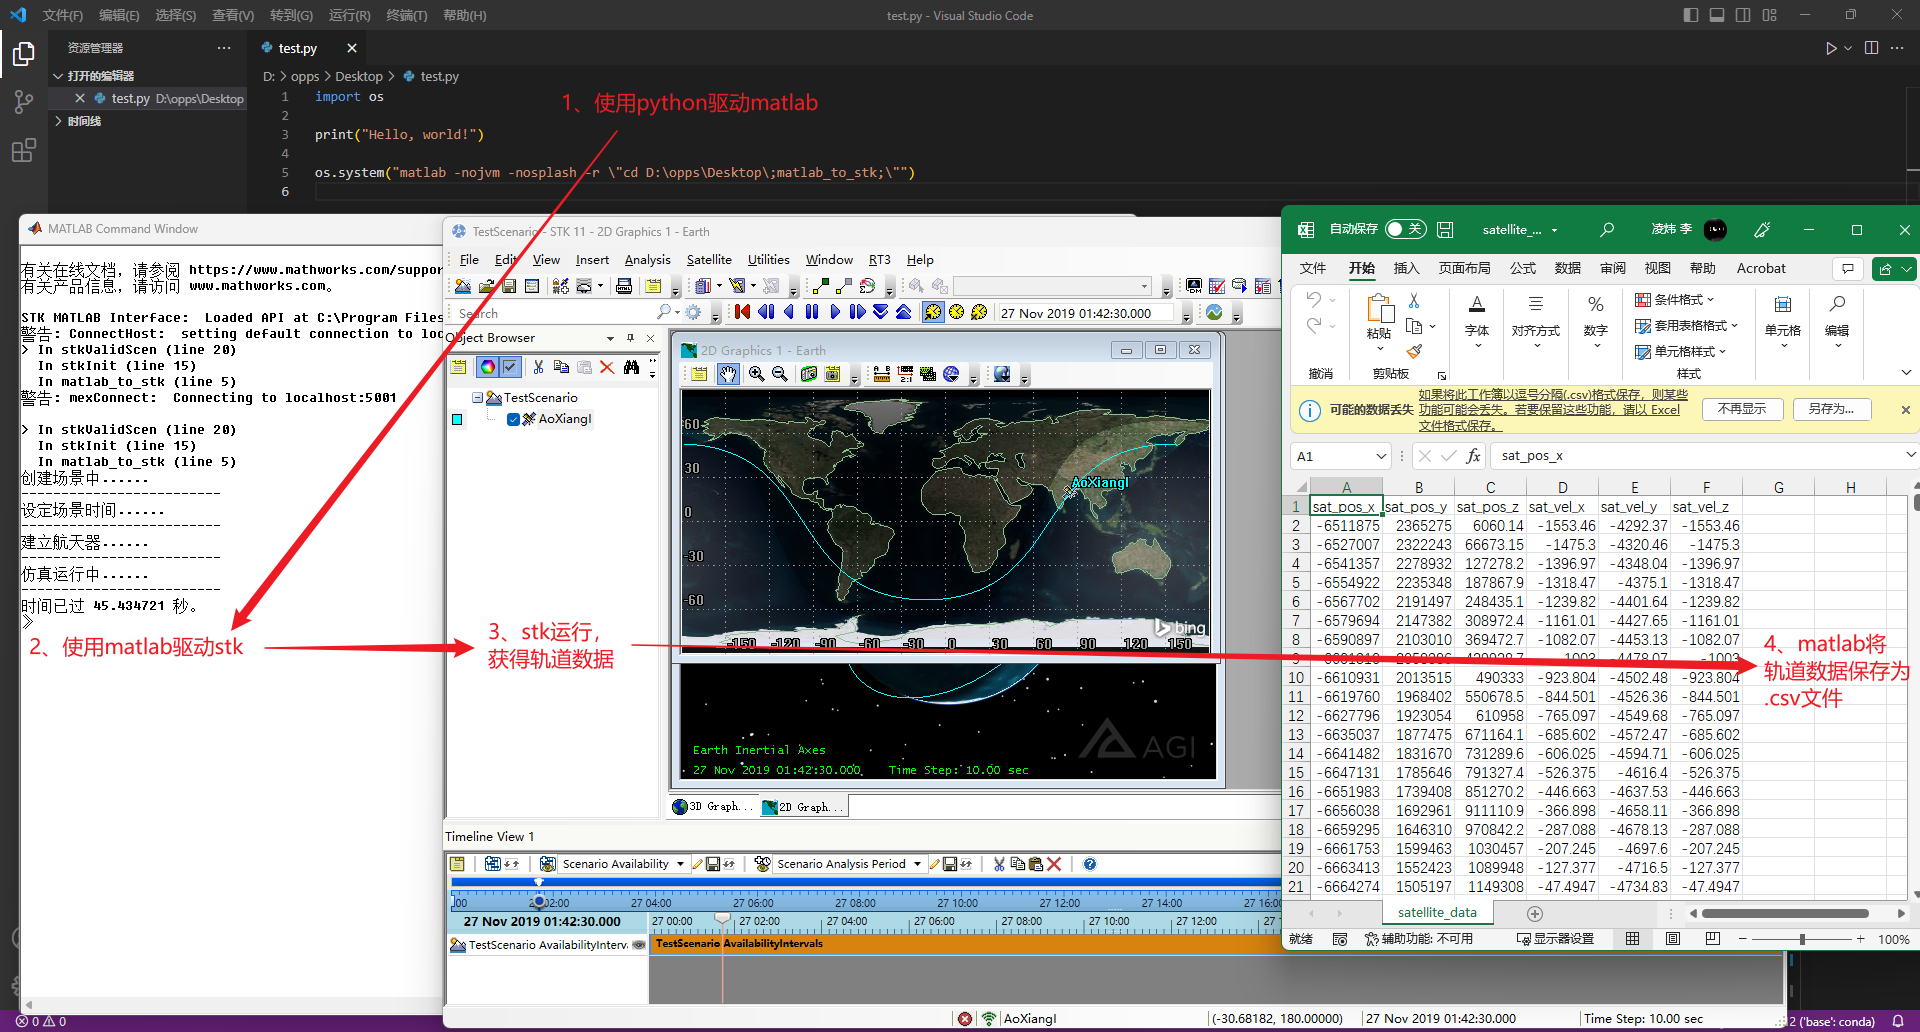 文件(F) 编辑(E) 选择(S) 查看(V) 转到(G) 运行(R) 终端(T) 帮助(H)
test.py - Visual Studio Code
资源管理器
打开的编辑器
test.py D:\opps\Desktop
时间线
test.py
D: > opps > Desktop > test.py
1 import os
2
3 print("Hello, world!")
4
5 os.system("matlab -nojvm -nosplash -r \"cd D:\opps\Desktop\;matlab_to_stk;\"")
6
1、使用python驱动matlab
MATLAB Command Window
有关在线文档，请参阅 https://www.mathworks.com/suppor
有关产品信息，请访问 www.mathworks.com。
STK MATLAB Interface: Loaded API at C:\Program Files
警告: ConnectHost: setting default connection to loc
> In stkValidScen (line 20)
In stkInit (line 15)
In matlab_to_stk (line 5)
警告: mexConnect: Connecting to localhost:5001
> In stkValidScen (line 20)
In stkInit (line 15)
In matlab_to_stk (line 5)
创建场景中......
-------------------------
设定场景时间......
-------------------------
建立航天器......
-------------------------
仿真运行中......
-------------------------
时间已过 45.434721 秒。
>>
2、使用matlab驱动stk
TestScenario - STK 11 - 2D Graphics 1 - Earth
File Edit View Insert Analysis Satellite Utilities Window RT3 Help
Search
27 Nov 2019 01:42:30.000
Object Browser
TestScenario
AoXiangI
3、stk运行，
获得轨道数据
2D Graphics 1 - Earth
60
30
0
-30
-60
-150 -120 -90 -60 -30 0 30 60 90 120 150
AoXiangI
bing
Earth Inertial Axes
27 Nov 2019 01:42:30.000 Time Step: 10.00 sec
AGI
3D Graph... 2D Graph...
Timeline View 1
Scenario Availability
Scenario Analysis Period
:00 27 02:00 27 04:00 27 06:00 27 08:00 27 10:00 27 12:00 27 14:00 27 16:00
27 Nov 2019 01:42:30.000
27 00:00 27 02:00 27 04:00 27 06:00 27 08:00 27 10:00 27 12:00 27 1
TestScenario AvailabilityInterva
TestScenario AvailabilityIntervals
AoXiangI
(-30.68182, 180.00000)
27 Nov 2019 01:42:30.000
Time Step: 10.00 sec
自动保存 关
satellite_...
凌炜 李
文件 开始 插入 页面布局 公式 数据 审阅 视图 帮助 Acrobat
粘贴
字体
对齐方式
数字
条件格式
套用表格格式
单元格样式
单元格
编辑
撤消 剪贴板 样式
可能的数据丢失
如果将此工作簿以逗号分隔(.csv)格式保存，则某些
功能可能会丢失。若要保留这些功能，请以 Excel
文件格式保存。
不再显示
另存为...
A1
fx
sat_pos_x
A B C D E F G H
1 sat_pos_x sat_pos_y sat_pos_z sat_vel_x sat_vel_y sat_vel_z
2 -6511875 2365275 6060.14 -1553.46 -4292.37 -1553.46
3 -6527007 2322243 66673.15 -1475.3 -4320.46 -1475.3
4 -6541357 2278932 127278.2 -1396.97 -4348.04 -1396.97
5 -6554922 2235348 187867.9 -1318.47 -4375.1 -1318.47
6 -6567702 2191497 248435.1 -1239.82 -4401.64 -1239.82
7 -6579694 2147382 308972.4 -1161.01 -4427.65 -1161.01
8 -6590897 2103010 369472.7 -1082.07 -4453.13 -1082.07
9 -1003 -4478.07 -1003
10 -6610931 2013515 490333 -923.804 -4502.48 -923.804
11 -6619760 1968402 550678.5 -844.501 -4526.36 -844.501
12 -6627796 1923054 610958 -765.097 -4549.68 -765.097
13 -6635037 1877475 671164.1 -685.602 -4572.47 -685.602
14 -6641482 1831670 731289.6 -606.025 -4594.71 -606.025
15 -6647131 1785646 791327.4 -526.375 -4616.4 -526.375
16 -6651983 1739408 851270.2 -446.663 -4637.53 -446.663
17 -6656038 1692961 911110.9 -366.898 -4658.11 -366.898
18 -6659295 1646310 970842.2 -287.088 -4678.13 -287.088
19 -6661753 1599463 1030457 -207.245 -4697.6 -207.245
20 -6663413 1552423 1089948 -127.377 -4716.5 -127.377
21 -6664274 1505197 1149308 -47.4947 -4734.83 -47.4947
4、matlab将
轨道数据保存为
.csv文件
satellite_data
就绪
辅助功能: 不可用
显示器设置
100%
0 0
2 ('base': conda)